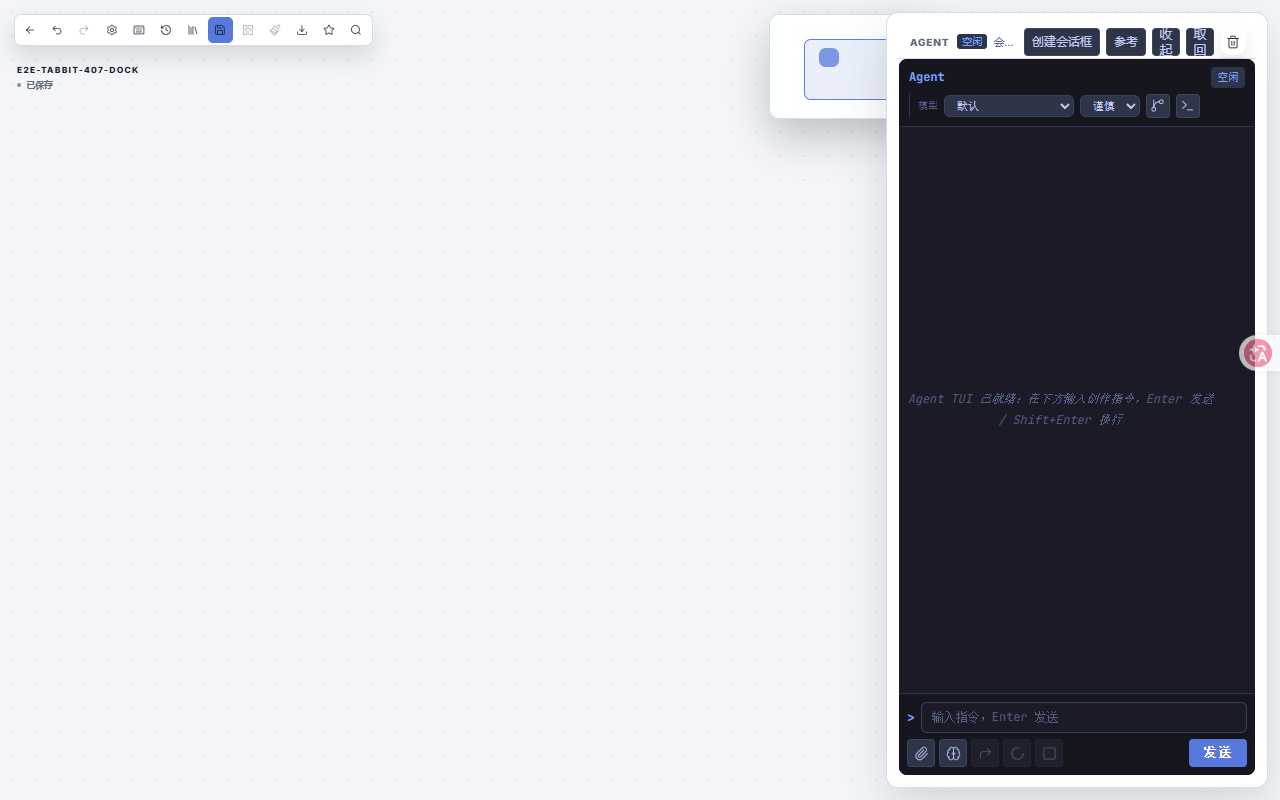 E2E-TABBIT-407-DOCK
已保存
AGENT 空闲 会... 创建会话框 参考 收起 取回
Agent 空闲
模型 默认 谨慎
Agent TUI 已就绪: 在下方输入创作指令，Enter 发送
/ Shift+Enter 换行
> 输入指令，Enter 发送
发送